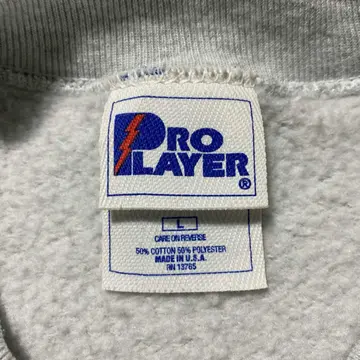 PRO
PLAYER®
L
CARE ON REVERSE
50% COTTON 50% POLYESTER
MADE IN U.S.A.
RN 13765